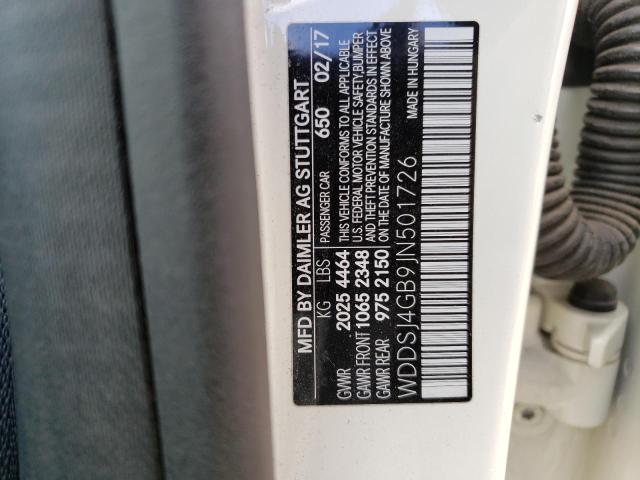 MFD BY DAIMLER AG STUTTGART
KG LBS PASSENGER CAR 650 02/17
GVWR 2025 4464 THIS VEHICLE CONFORMS TO ALL APPLICABLE
GAWR FRONT 1065 2348 U.S. FEDERAL MOTOR VEHICLE SAFETY, BUMPER
AND THEFT PREVENTION STANDARDS IN EFFECT
GAWR REAR 975 2150 ON THE DATE OF MANUFACTURE SHOWN ABOVE
WDDSJ4GB9JN501726 MADE IN HUNGARY